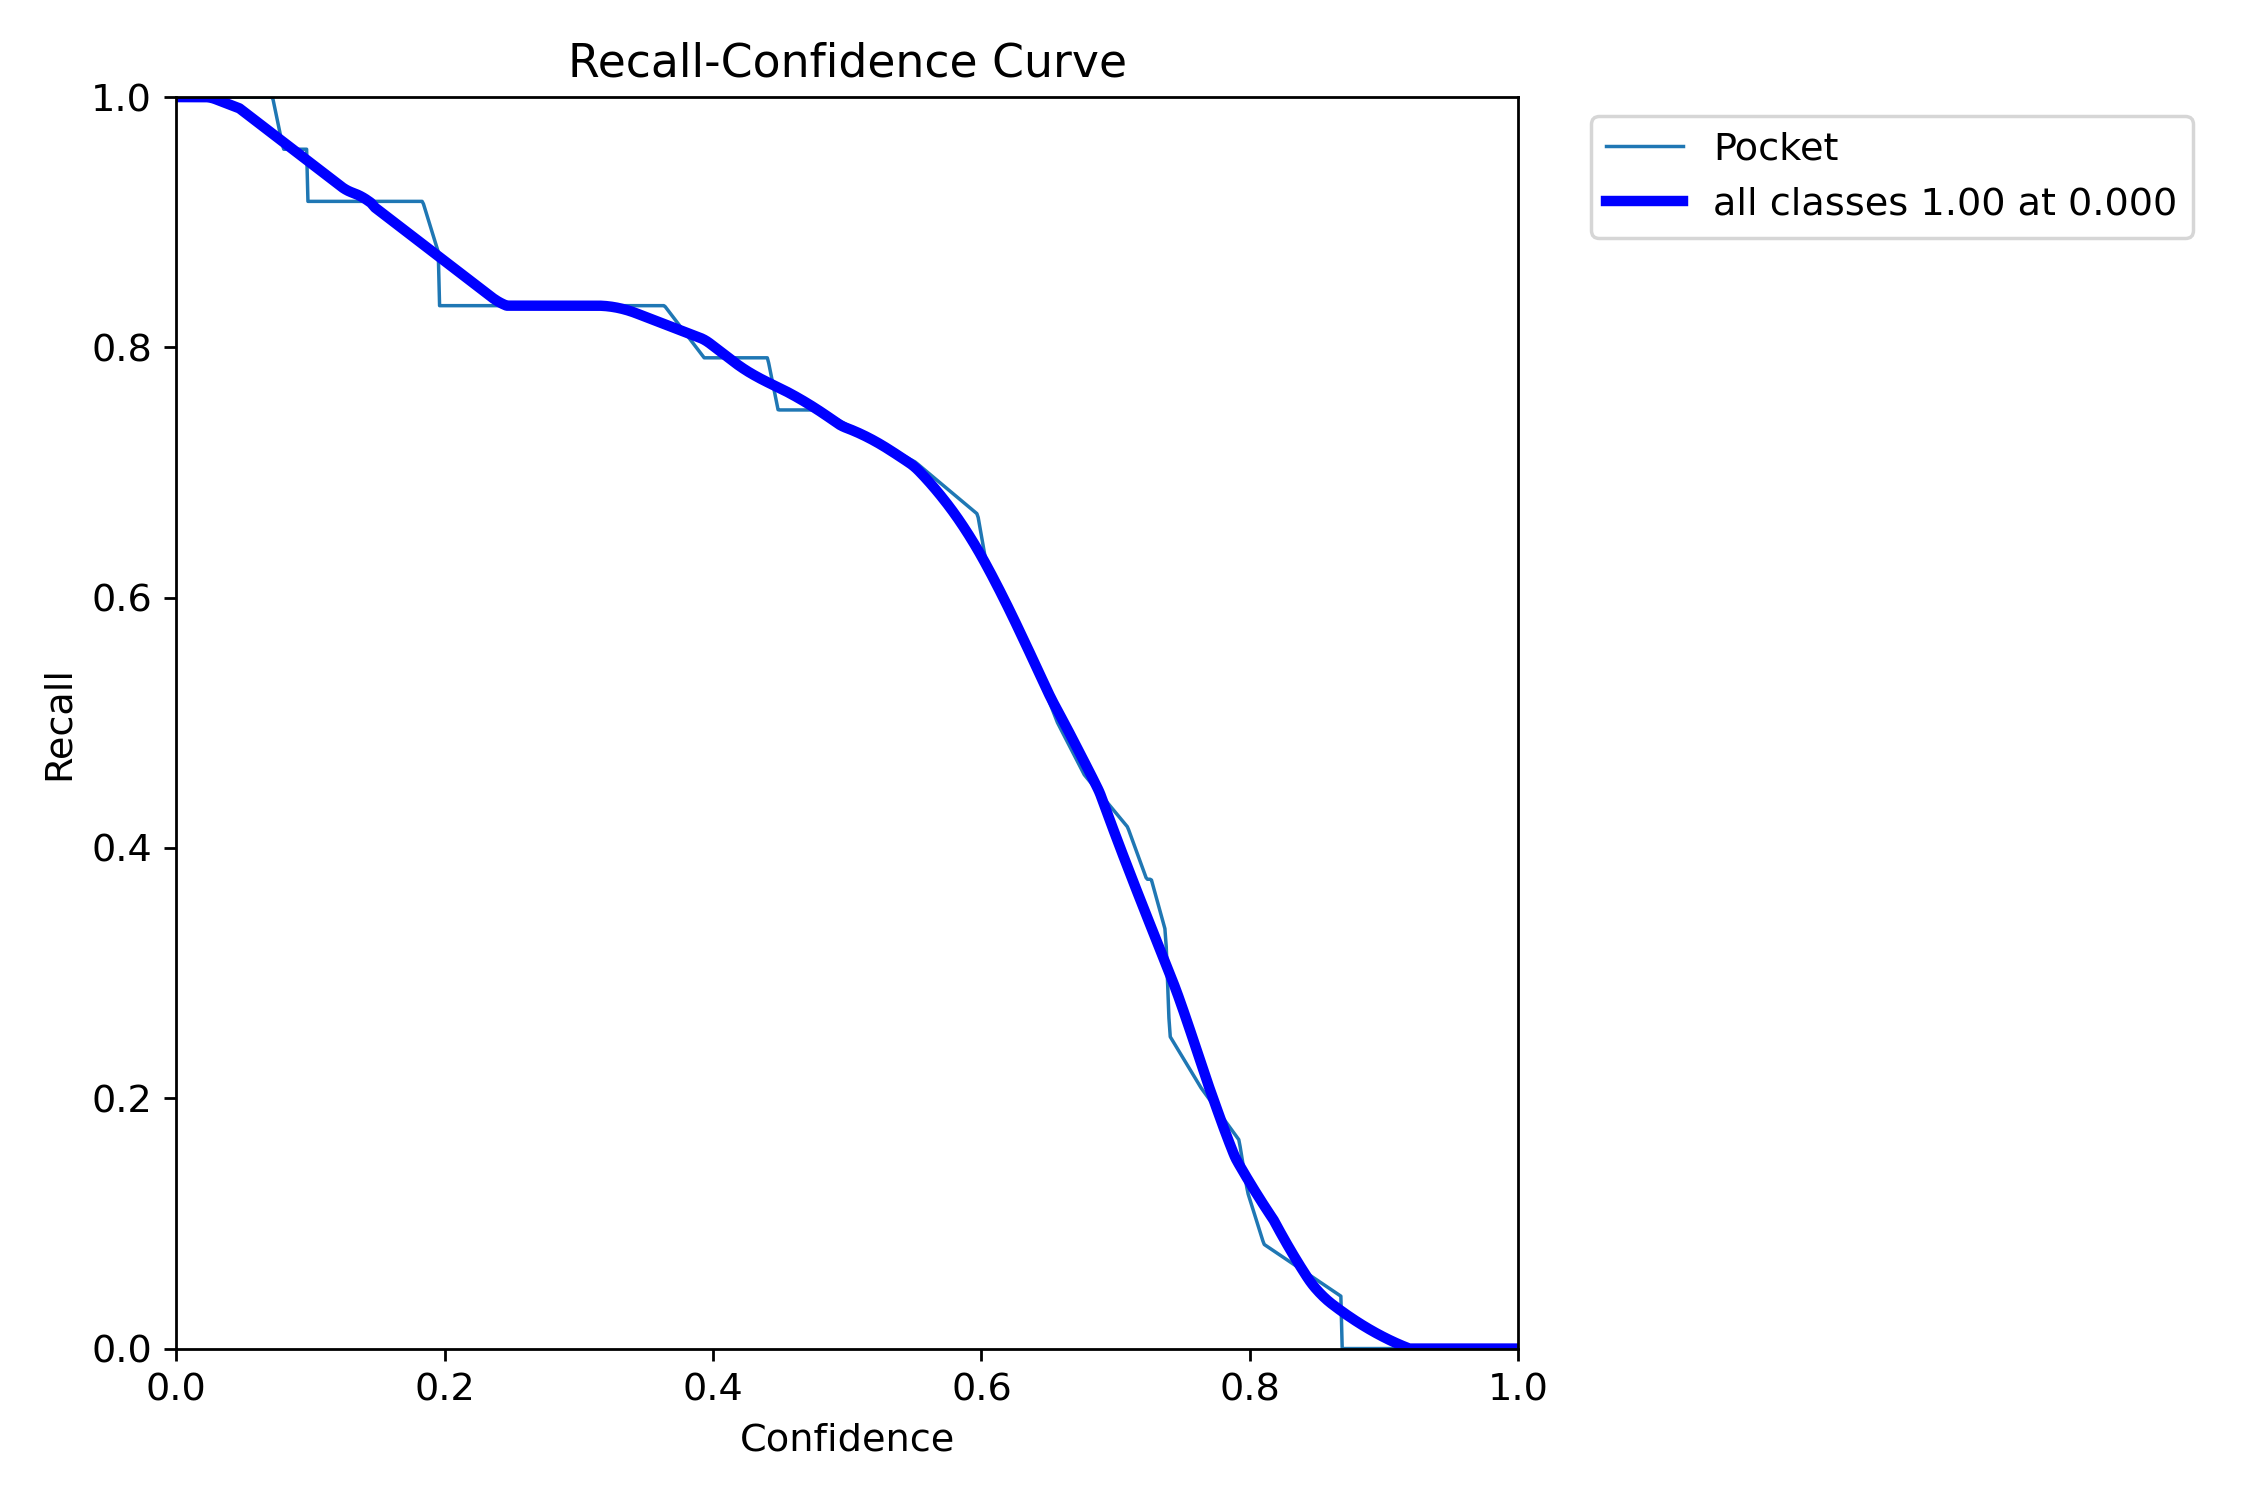 Recall-Confidence Curve
1.0
0.8
0.6
0.4
0.2
0.0
Recall
0.0 0.2 0.4 0.6 0.8 1.0
Confidence
Pocket
all classes 1.00 at 0.000